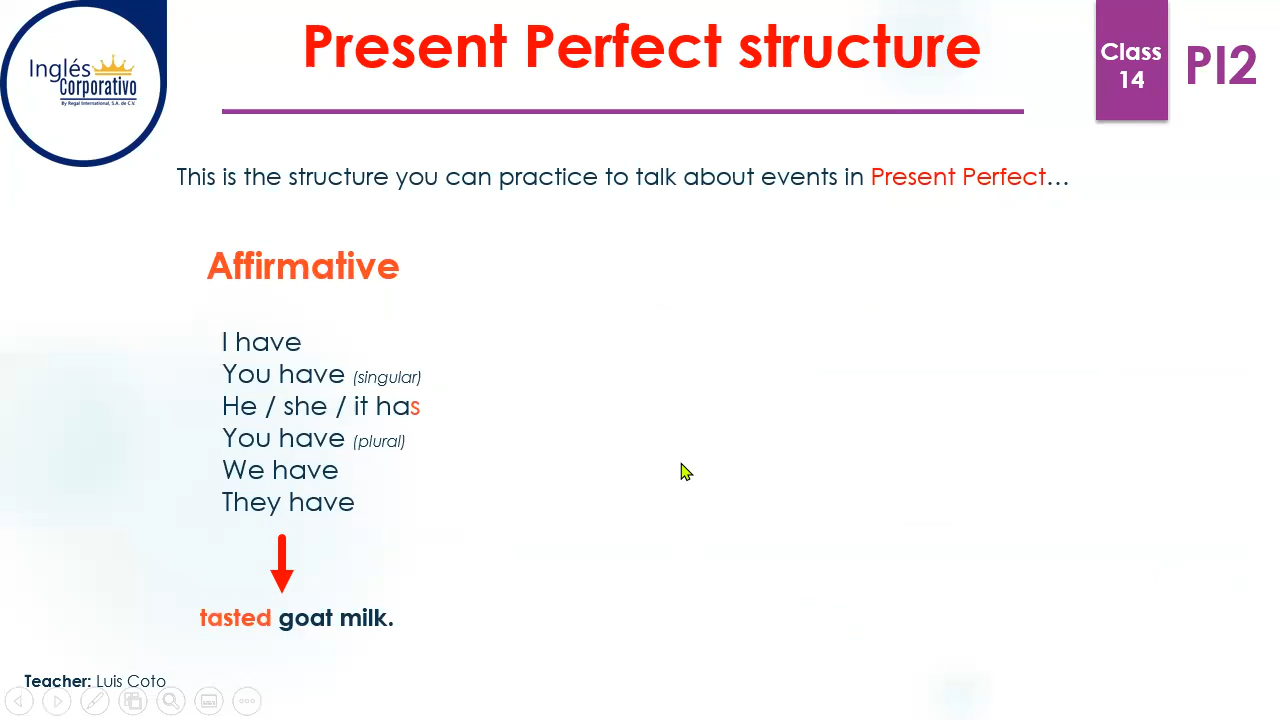 Inglés
Corporativo
By Regal International, S.A. de C.V.
Present Perfect structure
Class
14
PI2
This is the structure you can practice to talk about events in Present Perfect…
Affirmative
I have
You have (singular)
He / she / it has
You have (plural)
We have
They have
tasted goat milk.
Teacher: Luis Coto